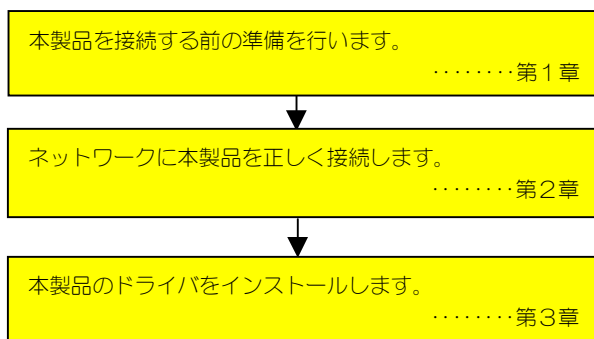 本製品を接続する前の準備を行います。
‥‥‥‥第１章
ネットワークに本製品を正しく接続します。
‥‥‥‥第２章
本製品のドライバをインストールします。
‥‥‥‥第３章